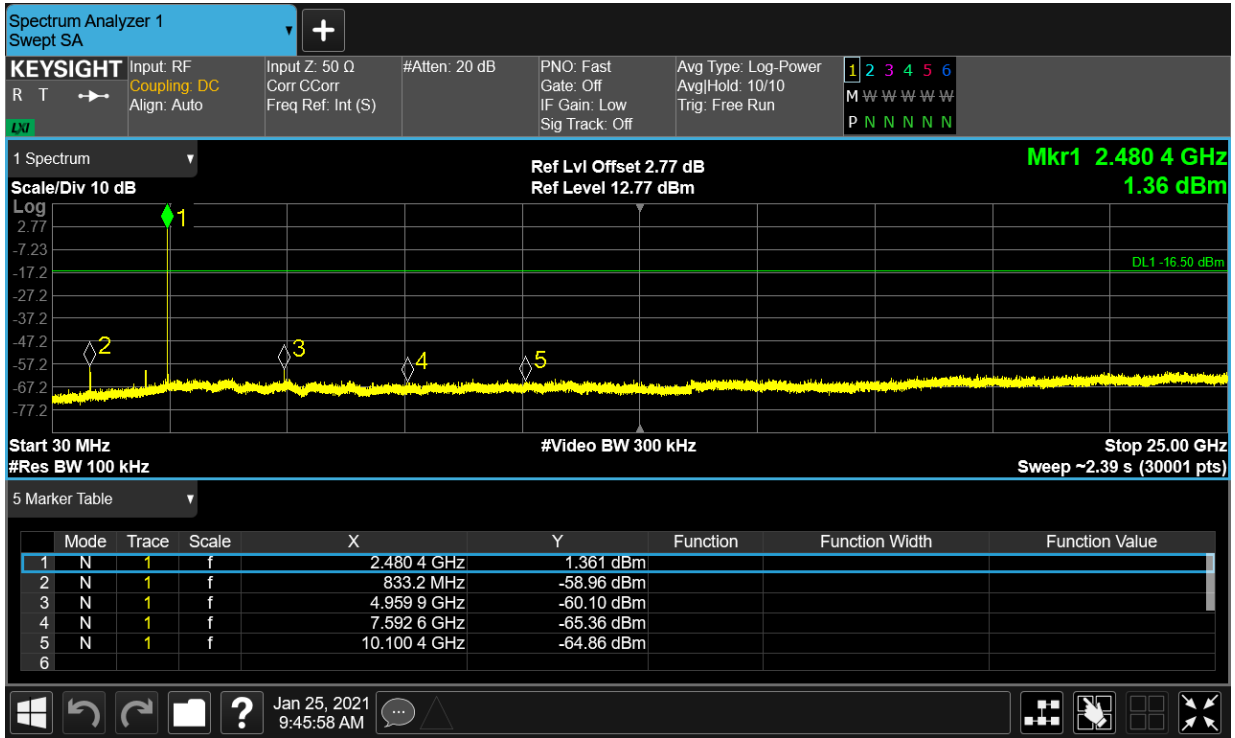 Spectrum Analyzer 1
Swept SA
KEYSIGHT
R T
LXI
Input: RF
Coupling: DC
Align: Auto
Input Z: 50 Ω
Corr CCorr
Freq Ref: Int (S)
#Atten: 20 dB
PNO: Fast
Gate: Off
IF Gain: Low
Sig Track: Off
Avg Type: Log-Power
Avg|Hold: 10/10
Trig: Free Run
1 2 3 4 5 6
M W W W W W
P N N N N N
1 Spectrum
Scale/Div 10 dB
Ref Lvl Offset 2.77 dB
Ref Level 12.77 dBm
Mkr1 2.480 4 GHz
1.36 dBm
Log
2.77
-7.23
-17.2
-27.2
-37.2
-47.2
-57.2
-67.2
-77.2
1
2
3
4
5
DL1 -16.50 dBm
Start 30 MHz
#Video BW 300 kHz
Stop 25.00 GHz
#Res BW 100 kHz
Sweep ~2.39 s (30001 pts)
5 Marker Table
Mode Trace Scale X Y Function Function Width Function Value
1 N 1 f 2.480 4 GHz 1.361 dBm
2 N 1 f 833.2 MHz -58.96 dBm
3 N 1 f 4.959 9 GHz -60.10 dBm
4 N 1 f 7.592 6 GHz -65.36 dBm
5 N 1 f 10.100 4 GHz -64.86 dBm
6
?
Jan 25, 2021
9:45:58 AM